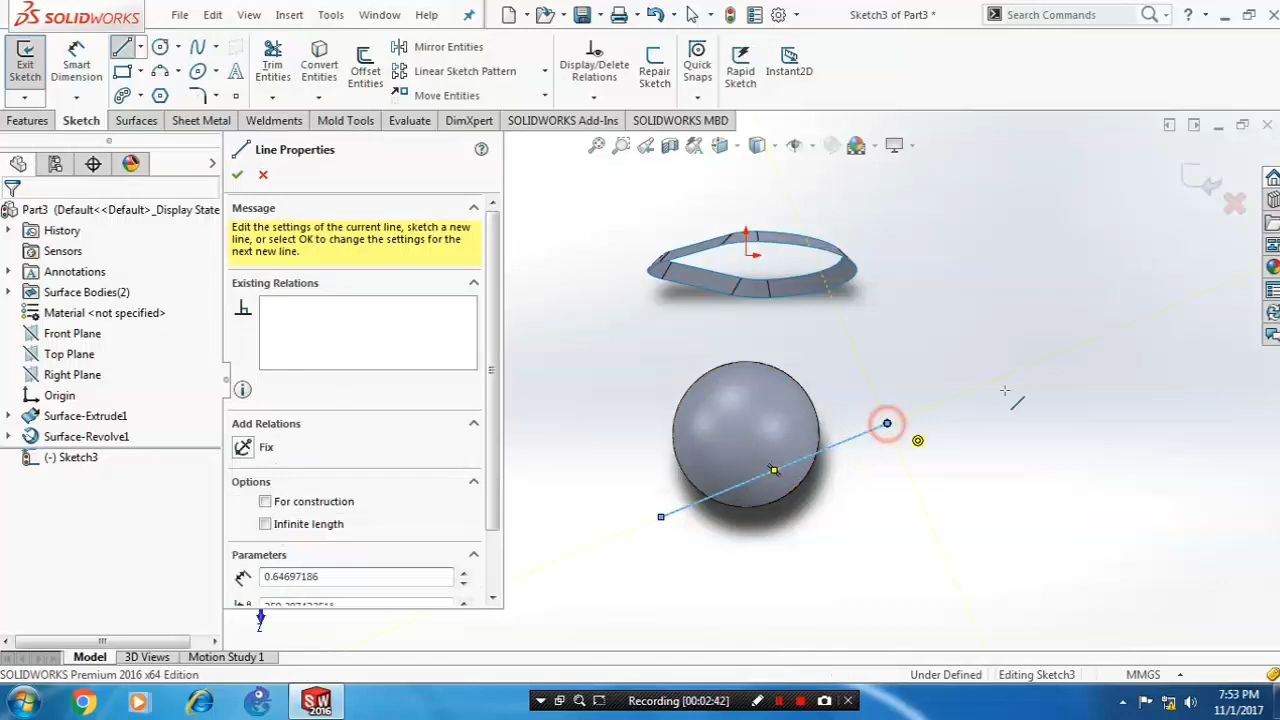 SOLIDWORKS
File Edit View Insert Tools Window Help
Sketch3 of Part3 *
Search Commands
?
Exit Sketch
Smart Dimension
Trim Entities
Convert Entities
Offset Entities
Mirror Entities
Linear Sketch Pattern
Move Entities
Display/Delete Relations
Repair Sketch
Quick Snaps
Rapid Sketch
Instant2D
Features Sketch Surfaces Sheet Metal Weldments Mold Tools Evaluate DimXpert SOLIDWORKS Add-Ins SOLIDWORKS MBD
Part3 (Default<<Default>_Display State
History
Sensors
Annotations
Surface Bodies(2)
Material <not specified>
Front Plane
Top Plane
Right Plane
Origin
Surface-Extrude1
Surface-Revolve1
(-) Sketch3
Line Properties
Message
Edit the settings of the current line, sketch a new
line, or select OK to change the settings for the
next new line.
Existing Relations
Add Relations
Fix
Options
For construction
Infinite length
Parameters
0.64697186
Z
Model 3D Views Motion Study 1
SOLIDWORKS Premium 2016 x64 Edition
Under Defined Editing Sketch3 MMGS
SW 2016
Recording [00:02:42]
7:53 PM
11/1/2017